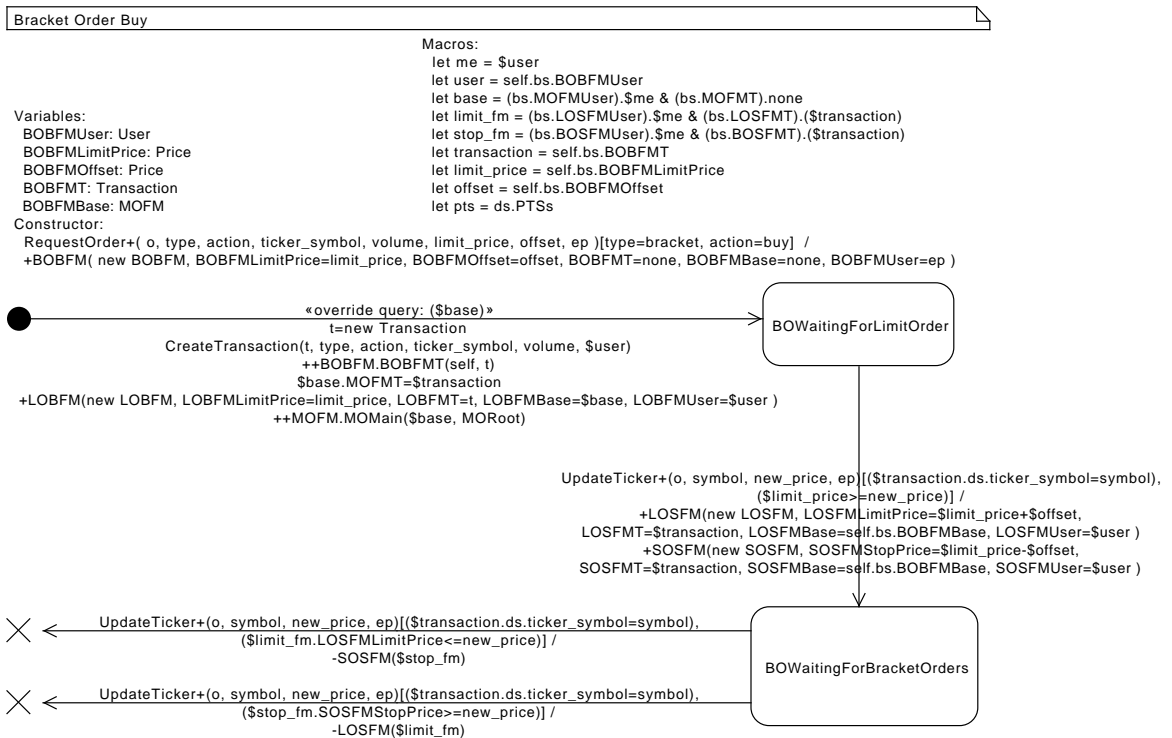 Bracket Order Buy
Macros:
let me = $user
let user = self.bs.BOBFMUser
let base = (bs.MOFMUser).$me & (bs.MOFMT).none
let limit_fm = (bs.LOSFMUser).$me & (bs.LOSFMT).($transaction)
let stop_fm = (bs.BOSFMUser).$me & (bs.BOSFMT).($transaction)
let transaction = self.bs.BOBFMT
let limit_price = self.bs.BOBFMLimitPrice
let offset = self.bs.BOBFMOffset
let pts = ds.PTSs
Variables:
BOBFMUser: User
BOBFMLimitPrice: Price
BOBFMOffset: Price
BOBFMT: Transaction
BOBFMBase: MOFM
Constructor:
RequestOrder+( o, type, action, ticker_symbol, volume, limit_price, offset, ep )[type=bracket, action=buy] /
+BOBFM( new BOBFM, BOBFMLimitPrice=limit_price, BOBFMOffset=offset, BOBFMT=none, BOBFMBase=none, BOBFMUser=ep )
«override query: ($base)»
t=new Transaction
CreateTransaction(t, type, action, ticker_symbol, volume, $user)
++BOBFM.BOBFMT(self, t)
$base.MOFMT=$transaction
+LOBFM(new LOBFM, LOBFMLimitPrice=limit_price, LOBFMT=t, LOBFMBase=$base, LOBFMUser=$user )
++MOFM.MOMain($base, MORoot)
BOWaitingForLimitOrder
UpdateTicker+(o, symbol, new_price, ep)[($transaction.ds.ticker_symbol=symbol),
($limit_price>=new_price)] /
+LOSFM(new LOSFM, LOSFMLimitPrice=$limit_price+$offset,
LOSFMT=$transaction, LOSFMBase=self.bs.BOBFMBase, LOSFMUser=$user )
+SOSFM(new SOSFM, SOSFMStopPrice=$limit_price-$offset,
SOSFMT=$transaction, SOSFMBase=self.bs.BOBFMBase, SOSFMUser=$user )
UpdateTicker+(o, symbol, new_price, ep)[($transaction.ds.ticker_symbol=symbol),
($limit_fm.LOSFMLimitPrice<=new_price)] /
-SOSFM($stop_fm)
BOWaitingForBracketOrders
UpdateTicker+(o, symbol, new_price, ep)[($transaction.ds.ticker_symbol=symbol),
($stop_fm.SOSFMStopPrice>=new_price)] /
-LOSFM($limit_fm)